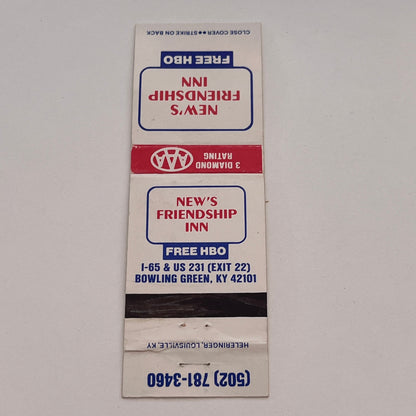 CLOSE COVER ●● STRIKE ON BACK
FREE HBO
NEW'S
FRIENDSHIP
INN
3 DIAMOND
RATING
AAA
NEW'S
FRIENDSHIP
INN
FREE HBO
I-65 & US 231 (EXIT 22)
BOWLING GREEN, KY 42101
HELERINGER, LOUISVILLE, KY
(502) 781-3460